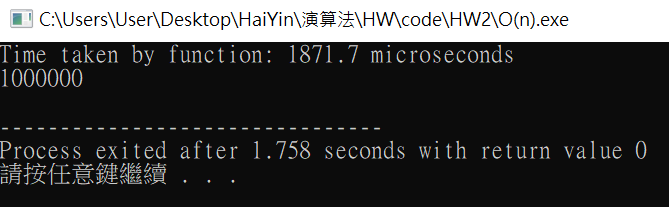 C:\Users\User\Desktop\HaiYin\演算法\HW\code\HW2\O(n).exe
Time taken by function: 1871.7 microseconds
1000000
--------------------------------
Process exited after 1.758 seconds with return value 0
請按任意鍵繼續 . . .